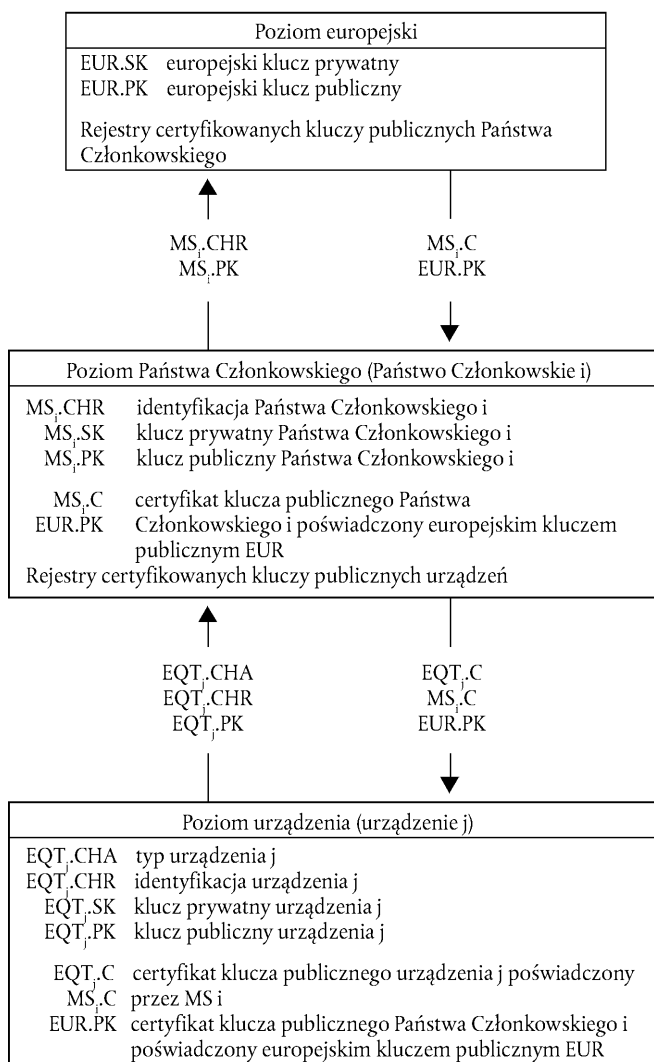 Poziom europejski
EUR.SK europejski klucz prywatny
EUR.PK europejski klucz publiczny
Rejestry certyfikowanych kluczy publicznych Państwa
Członkowskiego
MSi.CHR
MSi.PK
MSi.C
EUR.PK
Poziom Państwa Członkowskiego (Państwo Członkowskie i)
MSi.CHR identyfikacja Państwa Członkowskiego i
MSi.SK klucz prywatny Państwa Członkowskiego i
MSi.PK klucz publiczny Państwa Członkowskiego i
MSi.C certyfikat klucza publicznego Państwa
EUR.PK Członkowskiego i poświadczony europejskim kluczem
publicznym EUR
Rejestry certyfikowanych kluczy publicznych urządzeń
EQTj.CHA
EQTj.CHR
EQTj.PK
EQTj.C
MSi.C
EUR.PK
Poziom urządzenia (urządzenie j)
EQTj.CHA typ urządzenia j
EQTj.CHR identyfikacja urządzenia j
EQTj.SK klucz prywatny urządzenia j
EQTj.PK klucz publiczny urządzenia j
EQTj.C certyfikat klucza publicznego urządzenia j poświadczony
MSi.C przez MS i
EUR.PK certyfikat klucza publicznego Państwa Członkowskiego i
poświadczony europejskim kluczem publicznym EUR